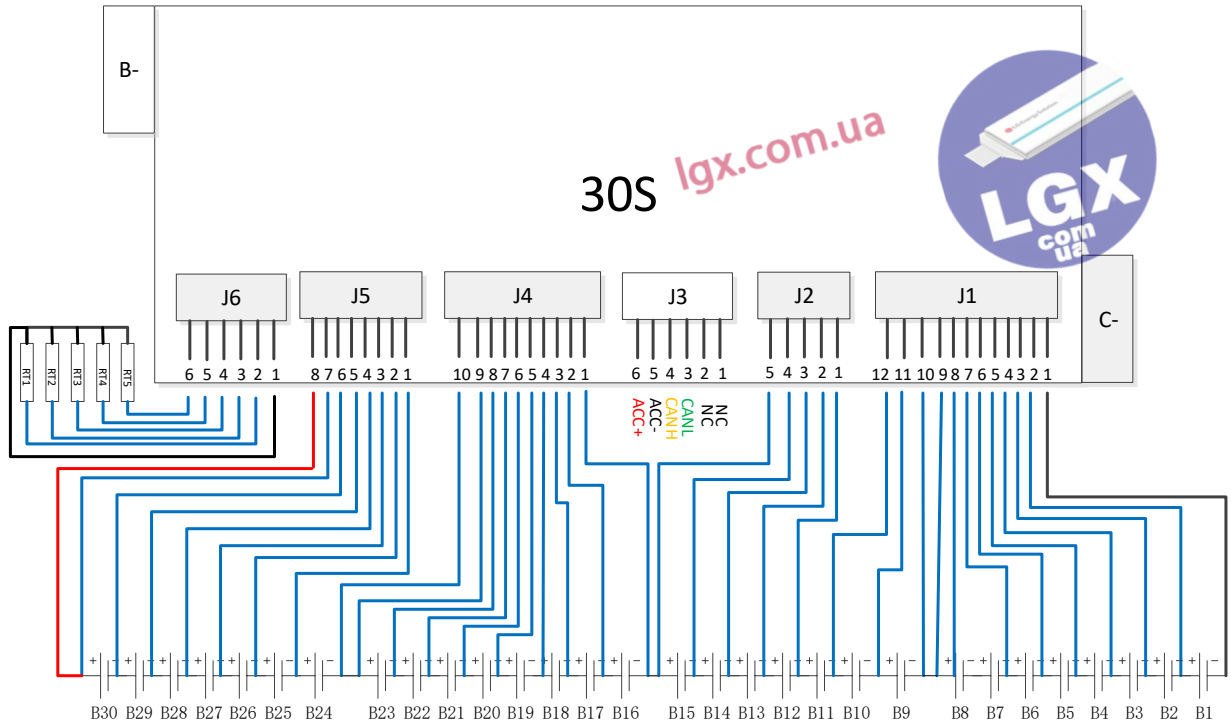 B-
30S
lgx.com.ua
LGX
com
ua
C-
J6
J5
J4
J3
J2
J1
6 5 4 3 2 1
8 7 6 5 4 3 2 1
10 9 8 7 6 5 4 3 2 1
6 5 4 3 2 1
5 4 3 2 1
12 11 10 9 8 7 6 5 4 3 2 1
RT1
RT2
RT3
RT4
RT5
ACC+
ACC-
CANH
CANL
NC
NC
+ - + - + - + - + - + - + - + - + - + - + - + - + - + - + - + - + - + - + - + - + - + - + - + - + - + - + - + - + - + -
B30 B29 B28 B27 B26 B25 B24 B23 B22 B21 B20 B19 B18 B17 B16 B15 B14 B13 B12 B11 B10 B9 B8 B7 B6 B5 B4 B3 B2 B1